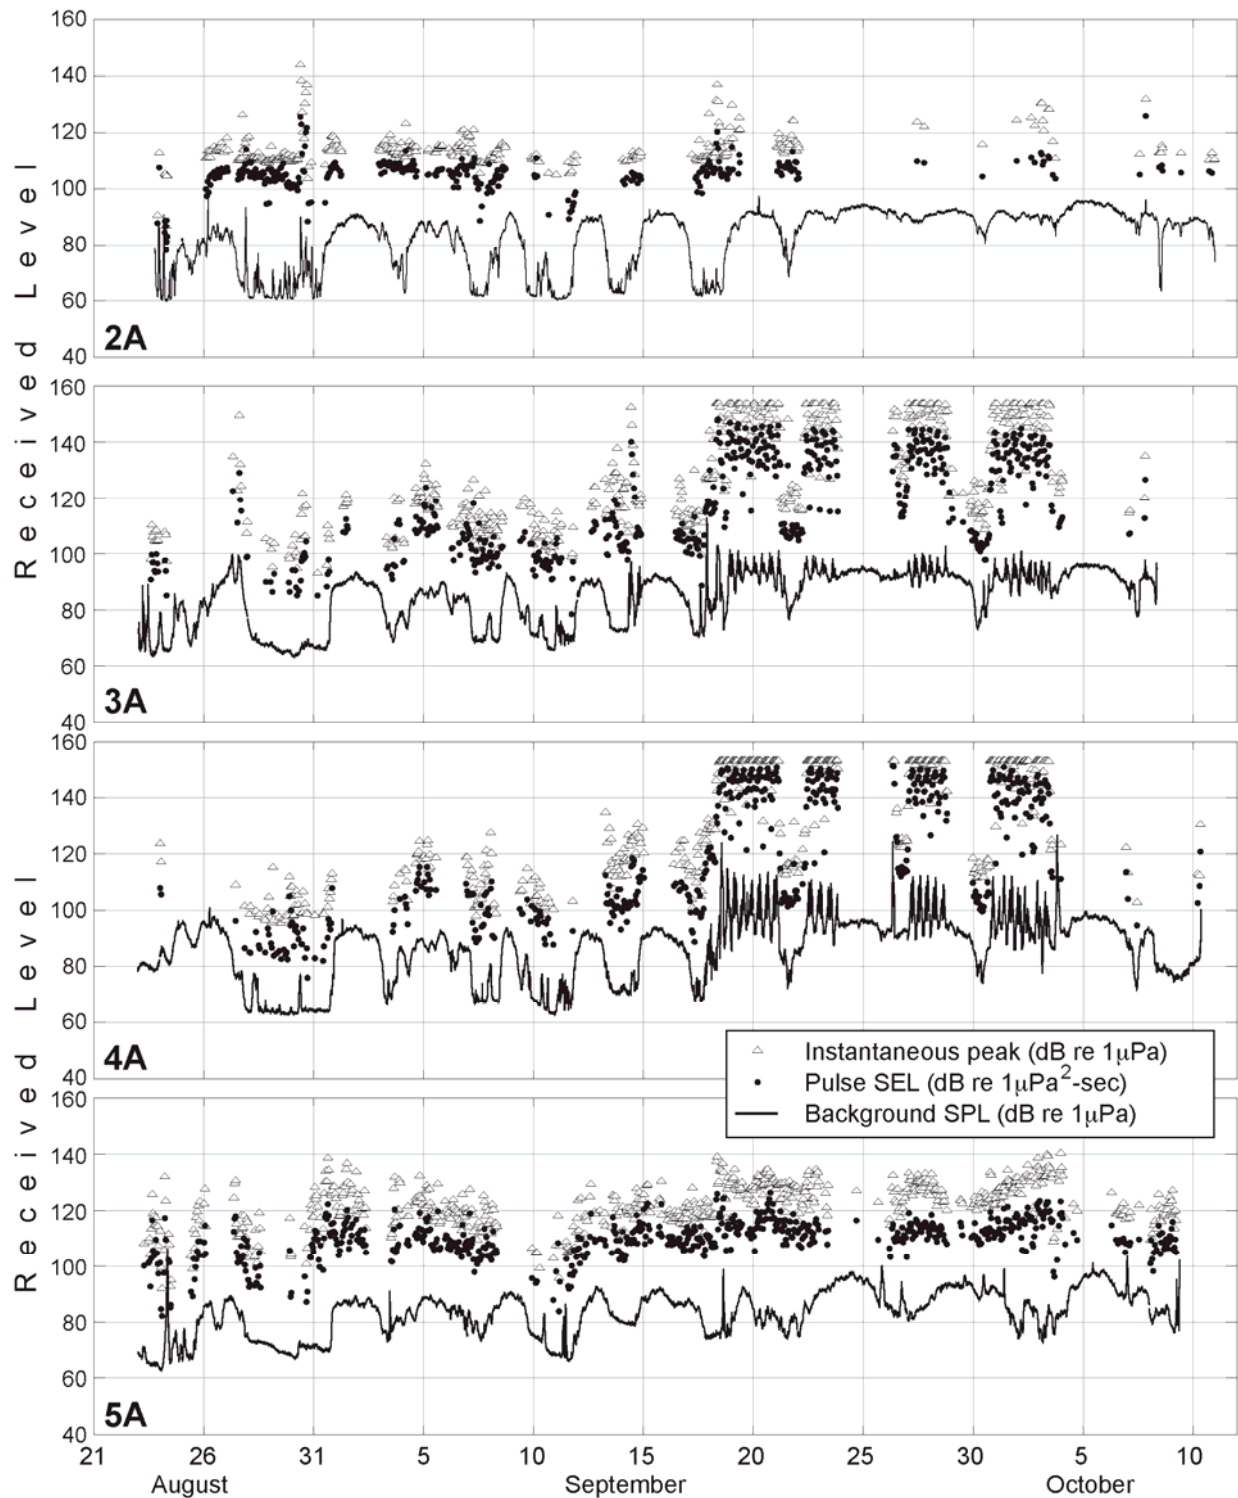 Received Level
Received Level
160
140
120
100
80
60
40
2A
160
140
120
100
80
60
40
3A
160
140
120
100
80
60
40
4A
Instantaneous peak (dB re 1μPa)
Pulse SEL (dB re 1μPa²-sec)
Background SPL (dB re 1μPa)
160
140
120
100
80
60
40
5A
21 26 31 5 10 15 20 25 30 5 10
August September October